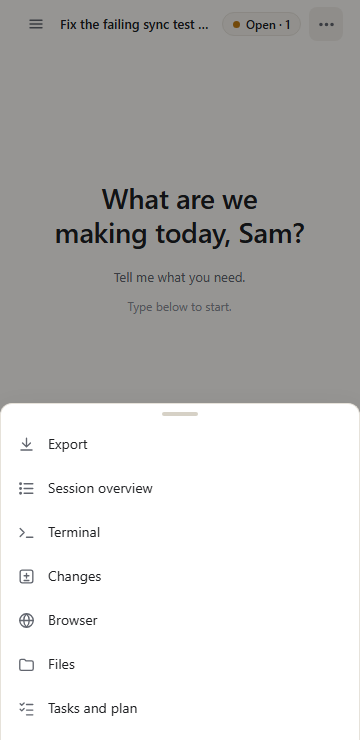 Fix the failing sync test ...
Open · 1
What are we
making today, Sam?
Tell me what you need.
Type below to start.
Export
Session overview
Terminal
Changes
Browser
Files
Tasks and plan